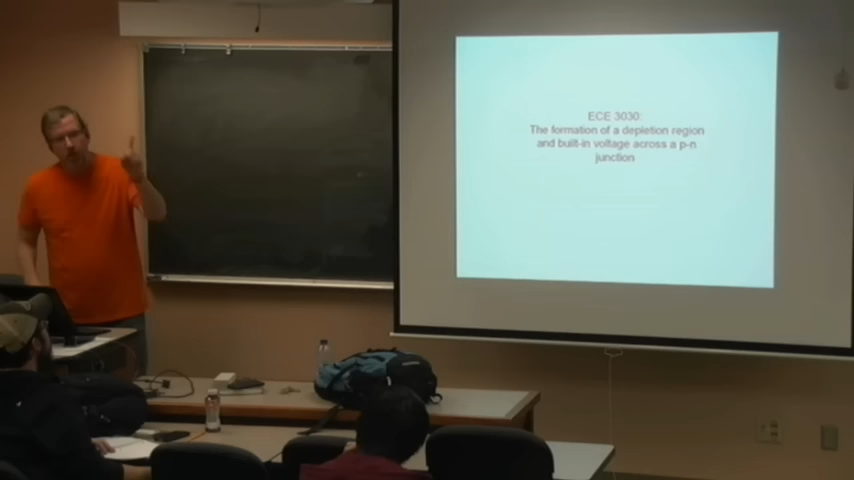 ECE 3030:
The formation of a depletion region
and built-in voltage across a p-n
junction